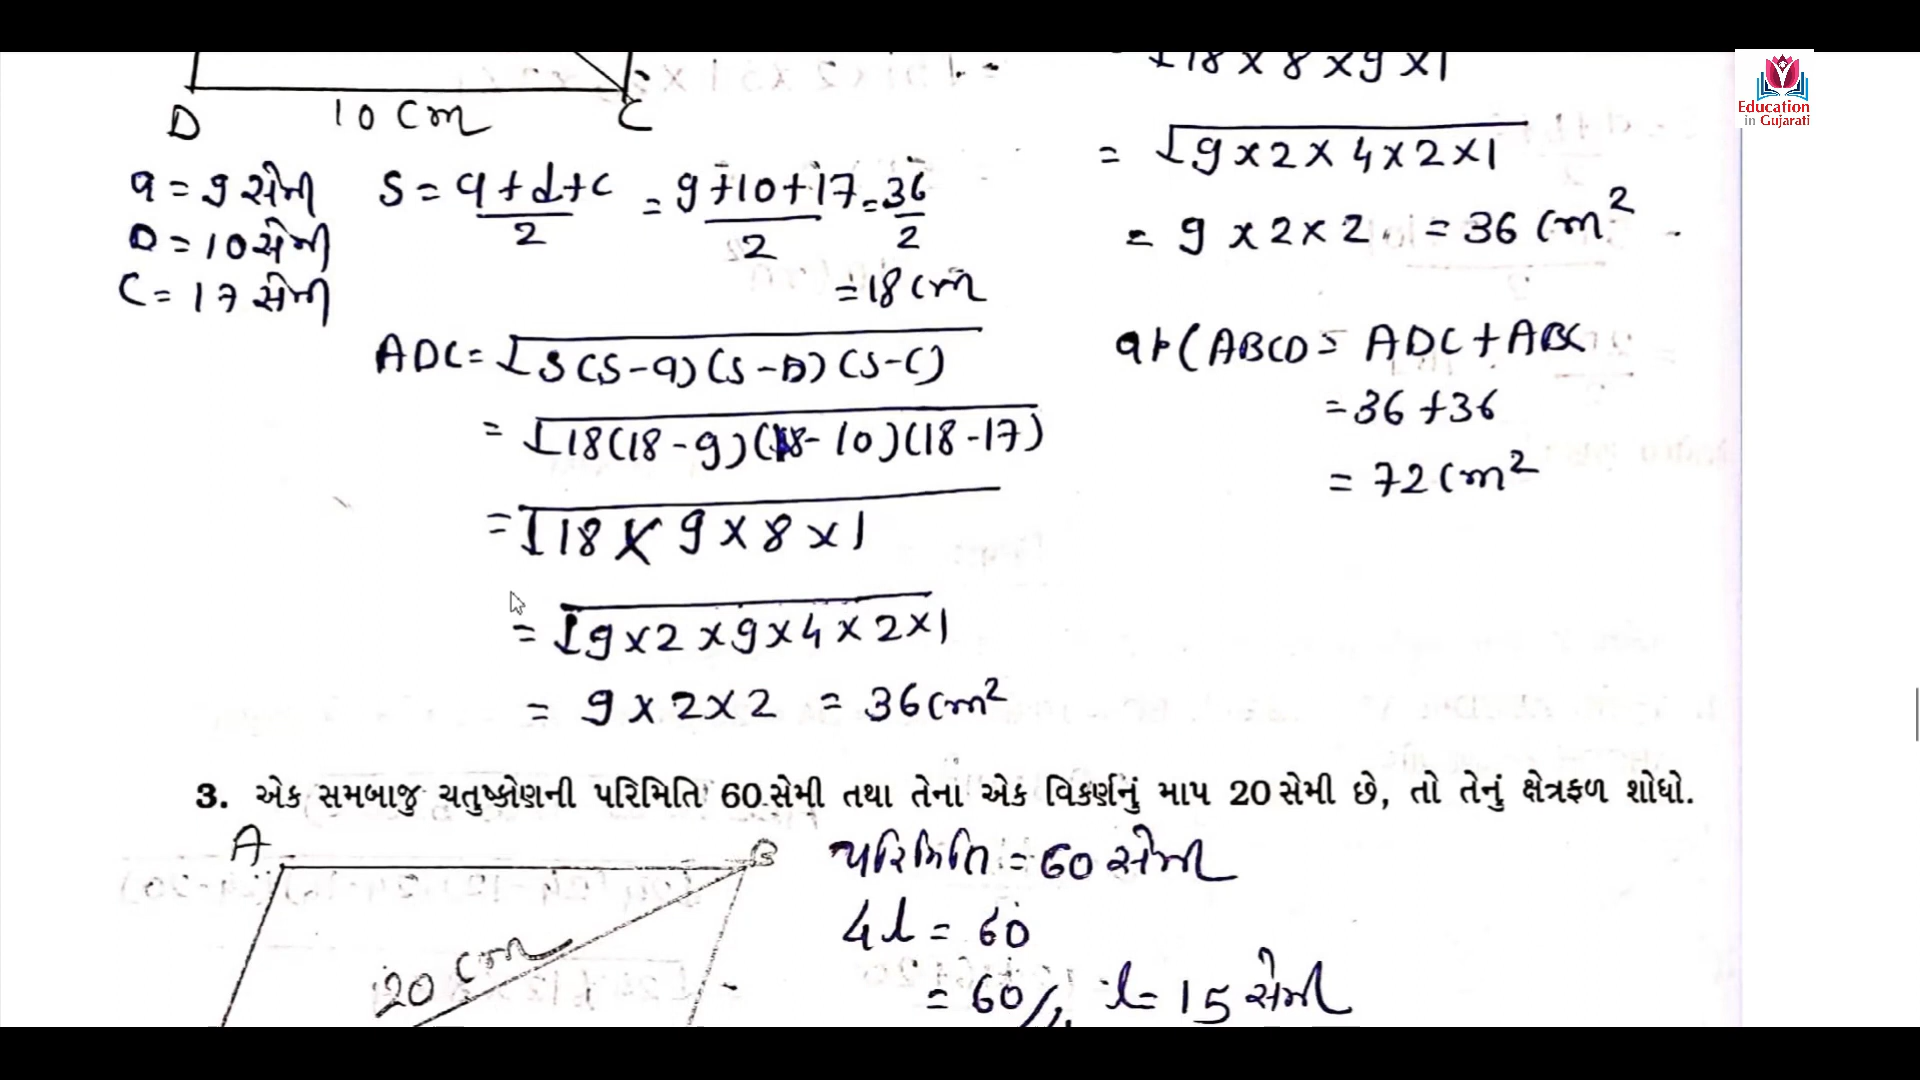 Education
in Gujarati
D 10 Cm C
a = 9 સેમી
D = 10 સેમી
C = 17 સેમી
S = a+d+c/2 = 9+10+17/2 = 36/2
= 18 cm
ADC = √S(S-a)(S-D)(S-C)
= √18(18-9)(18-10)(18-17)
= √18 × 9 × 8 × 1
= √9×2×9×4×2×1
= 9×2×2 = 36 cm²
√18 × 8 × 9 × 1
= √9×2×4×2×1
= 9 × 2 × 2 = 36 cm²
ar(ABCD = ADC + ABC
= 36 + 36
= 72 cm²
3. એક સમબાજુ ચતુષ્કોણની પરિમિતિ 60 સેમી તથા તેના એક વિકર્ણનું માપ 20 સેમી છે, તો તેનું ક્ષેત્રફળ શોધો.
A B
20 cm
પરિમિતિ = 60 સેમી
4l = 60
= 60/ l = 15 સેમી